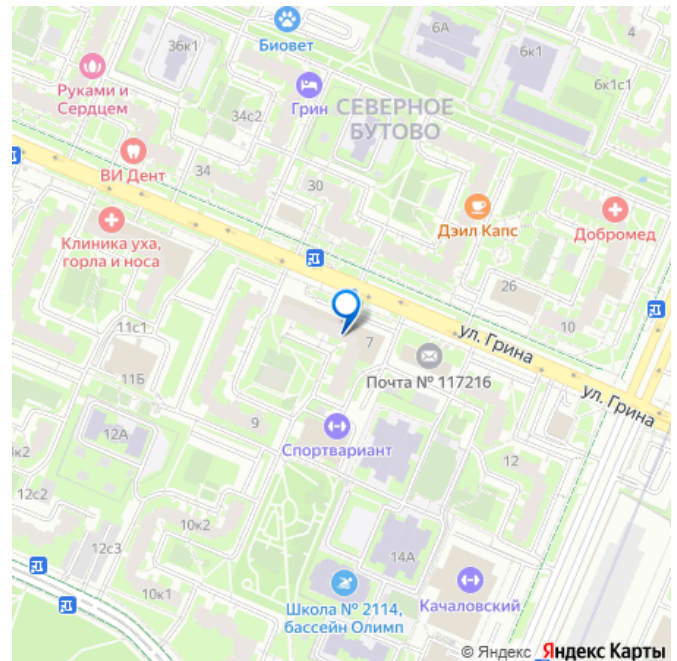 6А
4
Биовет
36к1
6к1
Руками и
Сердцем
Грин
6к1с1
34с2
СЕВЕРНОЕ
БУТОВО
ВИ Дент
34
30
Дэил Капс
Добромед
Клиника уха,
горла и носа
26
11с1
10
7
ул. Грина
11Б
Почта № 117216
ул. Грина
9
12А
Спортвариант
к2
12
12с2
10к2
12с3
14А
10к1
Школа № 2114,
бассейн Олимп
Качаловский
© Яндекс Яндекс Карты